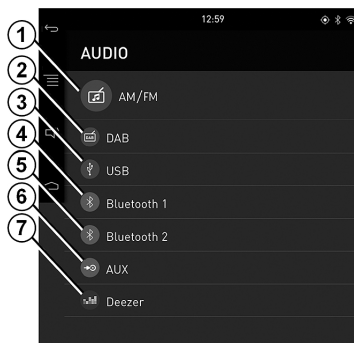 12:59
AUDIO
1
AM/FM
2
DAB
3
USB
4
Bluetooth 1
5
Bluetooth 2
6
AUX
7
Deezer